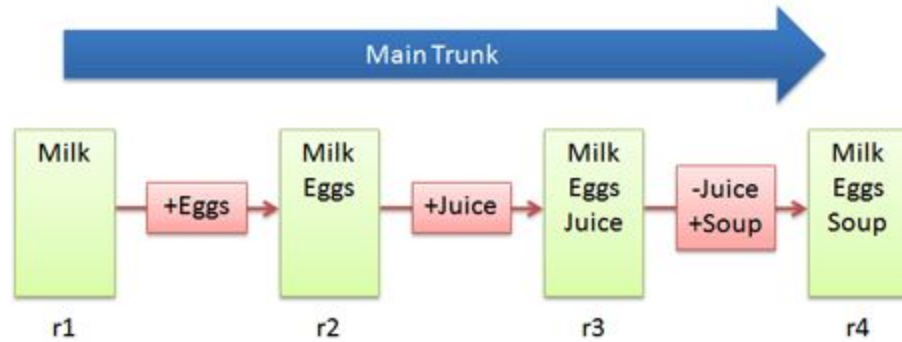 Main Trunk
Milk
+Eggs
Milk
Eggs
+Juice
Milk
Eggs
Juice
-Juice
+Soup
Milk
Eggs
Soup
r1
r2
r3
r4